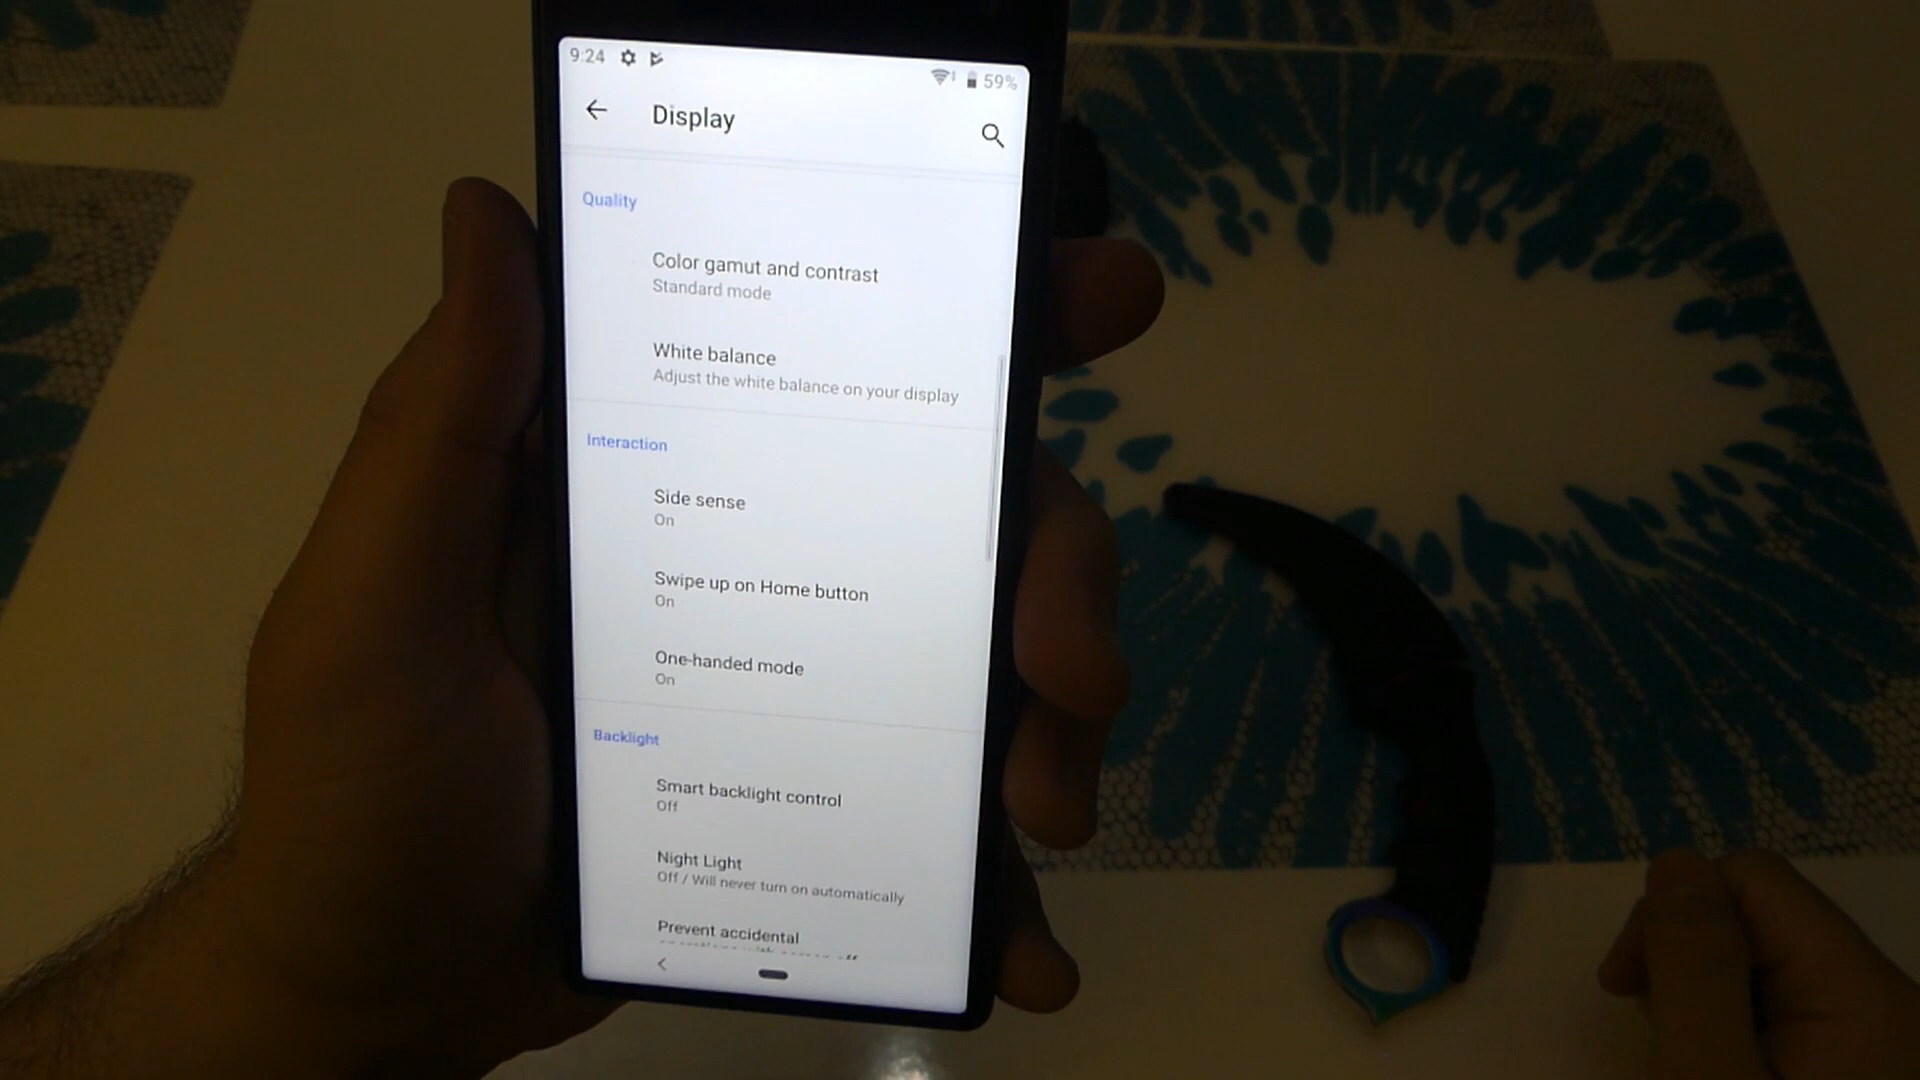 9:24
59%
Display
Quality
Color gamut and contrast
Standard mode
White balance
Adjust the white balance on your display
Interaction
Side sense
On
Swipe up on Home button
On
One-handed mode
On
Backlight
Smart backlight control
Off
Night Light
Off / Will never turn on automatically
Prevent accidental